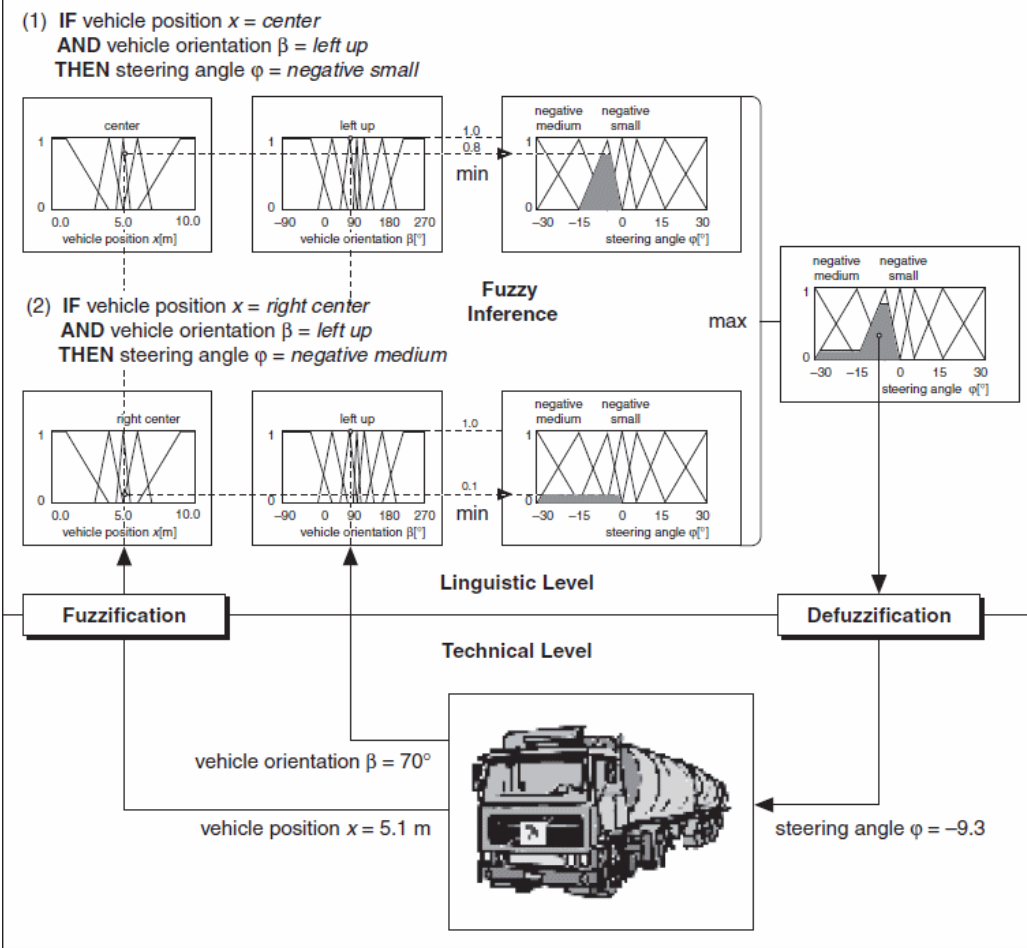 (1) IF vehicle position x = center
AND vehicle orientation β = left up
THEN steering angle φ = negative small
center
1
0
0.0 5.0 10.0
vehicle position x[m]
left up
1
0
−90 0 90 180 270
vehicle orientation β[°]
1.0
0.8
min
negative medium
negative small
1
0
−30 −15 0 15 30
steering angle φ[°]
Fuzzy
Inference
(2) IF vehicle position x = right center
AND vehicle orientation β = left up
THEN steering angle φ = negative medium
right center
1
0
0.0 5.0 10.0
vehicle position x[m]
left up
1
0
−90 0 90 180 270
vehicle orientation β[°]
1.0
0.1
min
negative medium
negative small
1
0
−30 −15 0 15 30
steering angle φ[°]
max
negative medium
negative small
1
0
−30 −15 0 15 30
steering angle φ[°]
Linguistic Level
Fuzzification
Defuzzification
Technical Level
vehicle orientation β = 70°
vehicle position x = 5.1 m
steering angle φ = −9.3